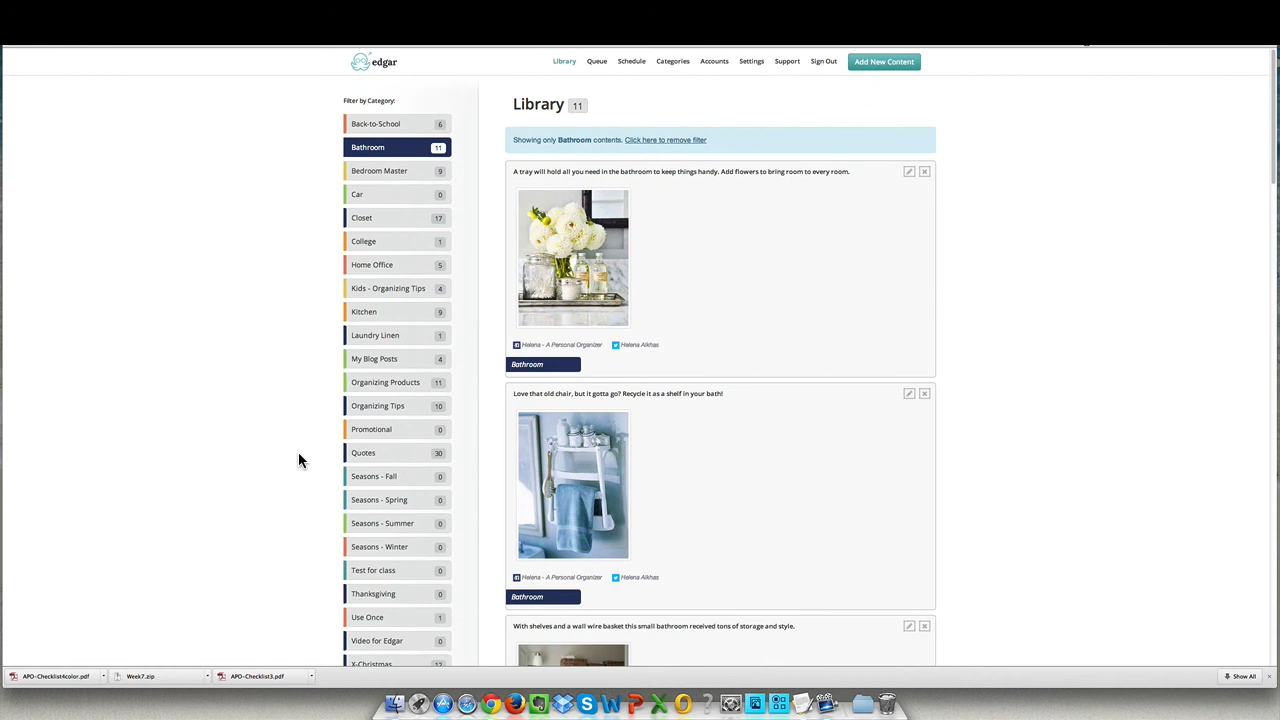 edgar
Library Queue Schedule Categories Accounts Settings Support Sign Out Add New Content
Filter by Category:
Back-to-School 6
Bathroom 11
Bedroom Master 9
Car 0
Closet 17
College 1
Home Office 5
Kids - Organizing Tips 4
Kitchen 9
Laundry Linen 1
My Blog Posts 4
Organizing Products 11
Organizing Tips 10
Promotional 0
Quotes 30
Seasons - Fall 0
Seasons - Spring 0
Seasons - Summer 0
Seasons - Winter 0
Test for class 0
Thanksgiving 0
Use Once 1
Video for Edgar 0
X-Christmas 12
Library 11
Showing only Bathroom contents. Click here to remove filter
A tray will hold all you need in the bathroom to keep things handy. Add flowers to bring room to every room.
Helena - A Personal Organizer Helena Alkhas
Bathroom
Love that old chair, but it gotta go? Recycle it as a shelf in your bath!
Helena - A Personal Organizer Helena Alkhas
Bathroom
With shelves and a wall wire basket this small bathroom received tons of storage and style.
APO-Checklist4color.pdf Week7.zip APO-Checklist3.pdf Show All